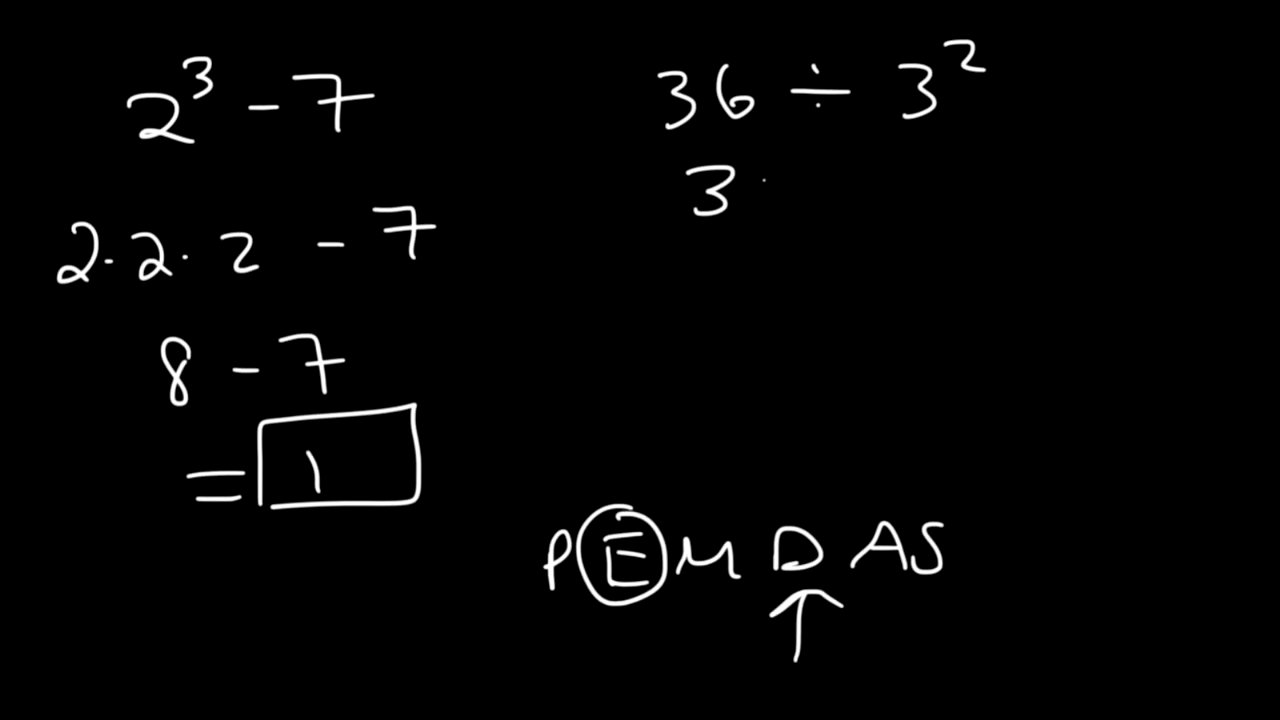 2³ - 7
2 · 2 · 2 - 7
8 - 7
= 1
36 ÷ 3²
3
PEMDAS